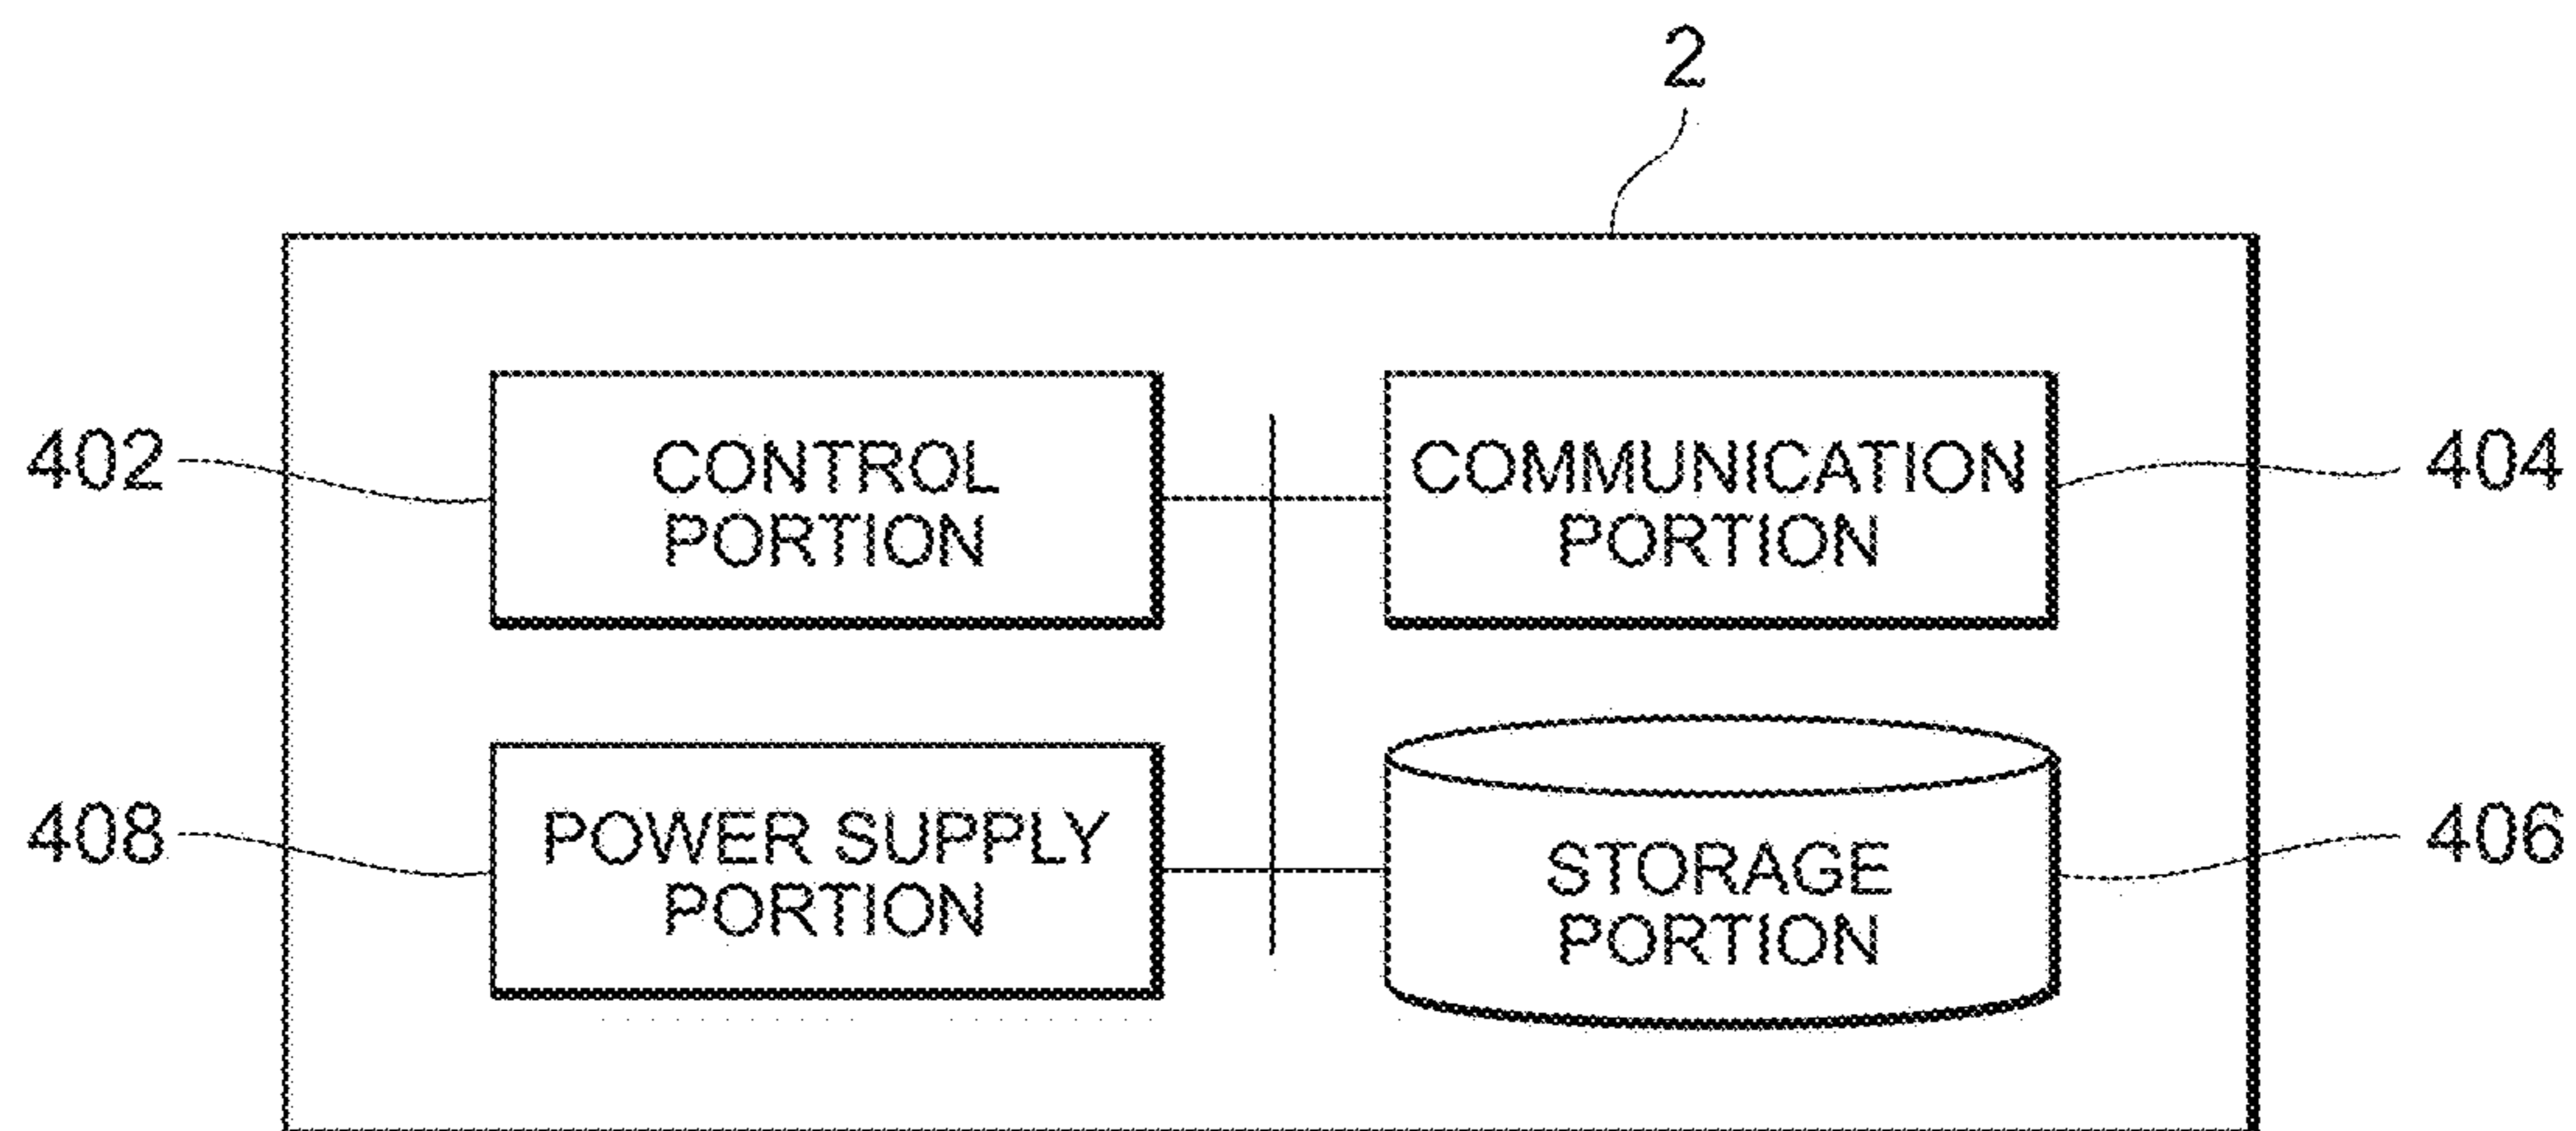 2
402
CONTROL
PORTION
COMMUNICATION
PORTION
404
408
POWER SUPPLY
PORTION
STORAGE
PORTION
406